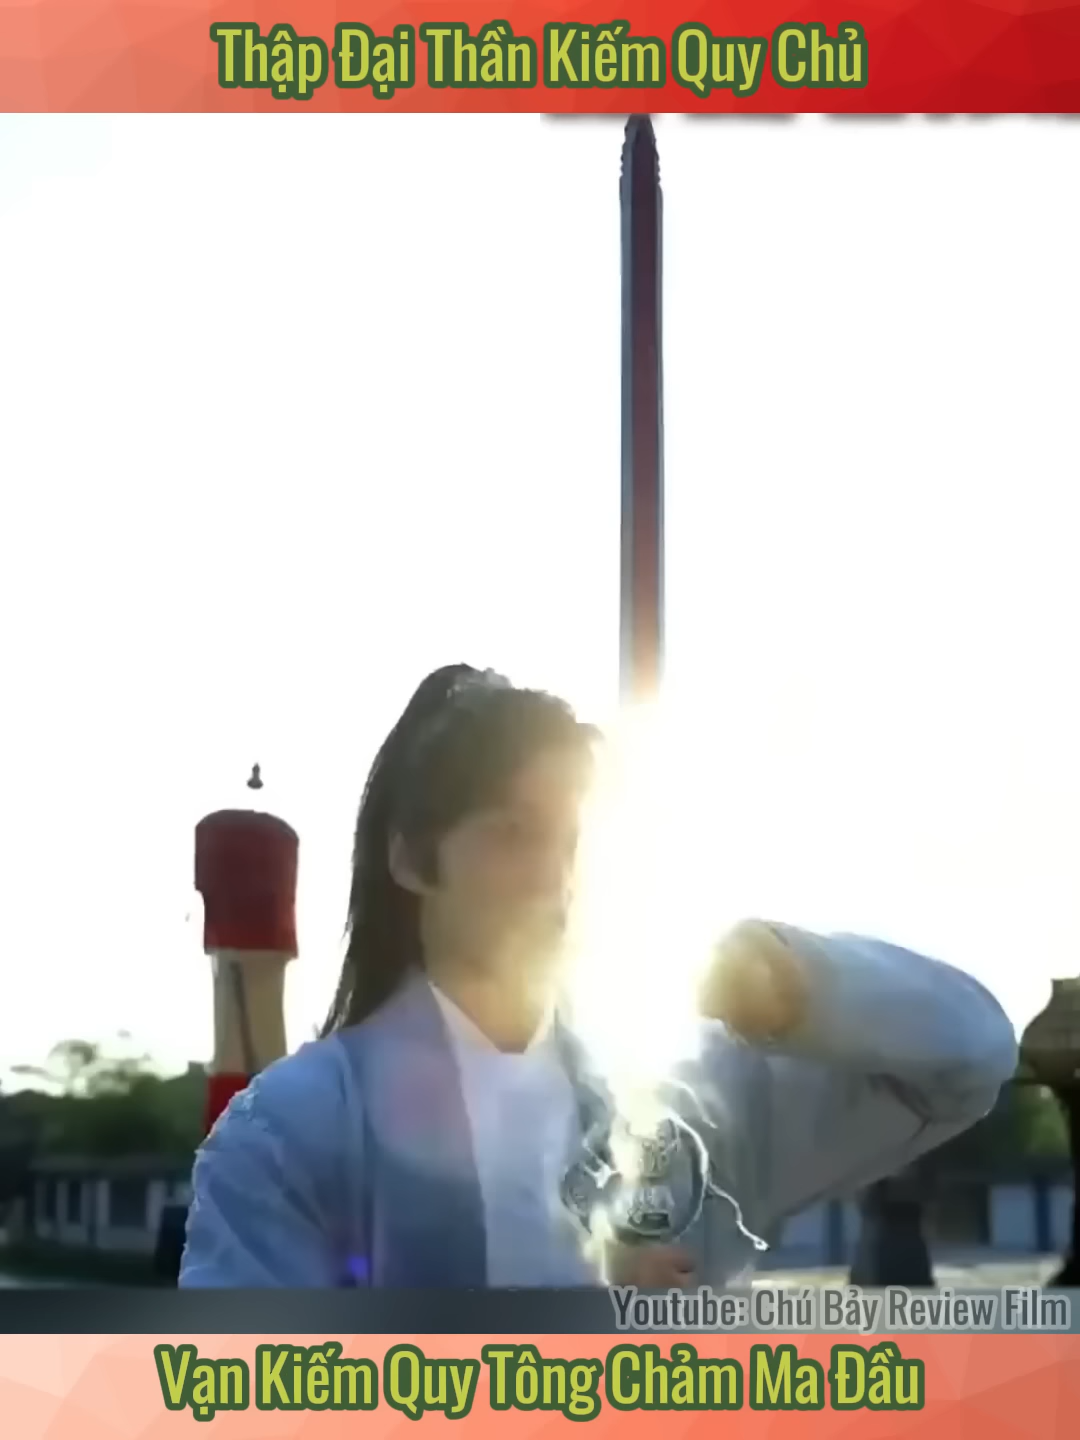 Thập Đại Thần Kiếm Quy Chủ
Youtube: Chú Bảy Review Film
Vạn Kiếm Quy Tông Chảm Ma Đầu